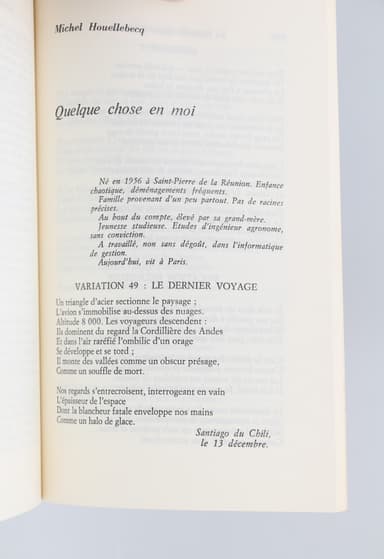 Michel Houellebecq
Quelque chose en moi
Né en 1956 à Saint-Pierre de la Réunion. Enfance
chaotique, déménagements fréquents.
Famille provenant d'un peu partout. Pas de racines
précises.
Au bout du compte, élevé par sa grand-mère.
Jeunesse studieuse. Etudes d'ingénieur agronome,
sans conviction.
A travaillé, non sans dégoût, dans l'informatique
de gestion.
Aujourd'hui, vit à Paris.
VARIATION 49 : LE DERNIER VOYAGE
Un triangle d'acier sectionne le paysage ;
L'avion s'immobilise au-dessus des nuages.
Altitude 8 000. Les voyageurs descendent :
Ils dominent du regard la Cordillière des Andes
Et dans l'air raréfié l'ombilic d'un orage
Se développe et se tord ;
Il monte des vallées comme un obscur présage,
Comme un souffle de mort.
Nos regards s'entrecroisent, interrogeant en vain
L'épaisseur de l'espace
Dont la blancheur fatale enveloppe nos mains
Comme un halo de glace.
Santiago du Chili,
le 13 décembre.